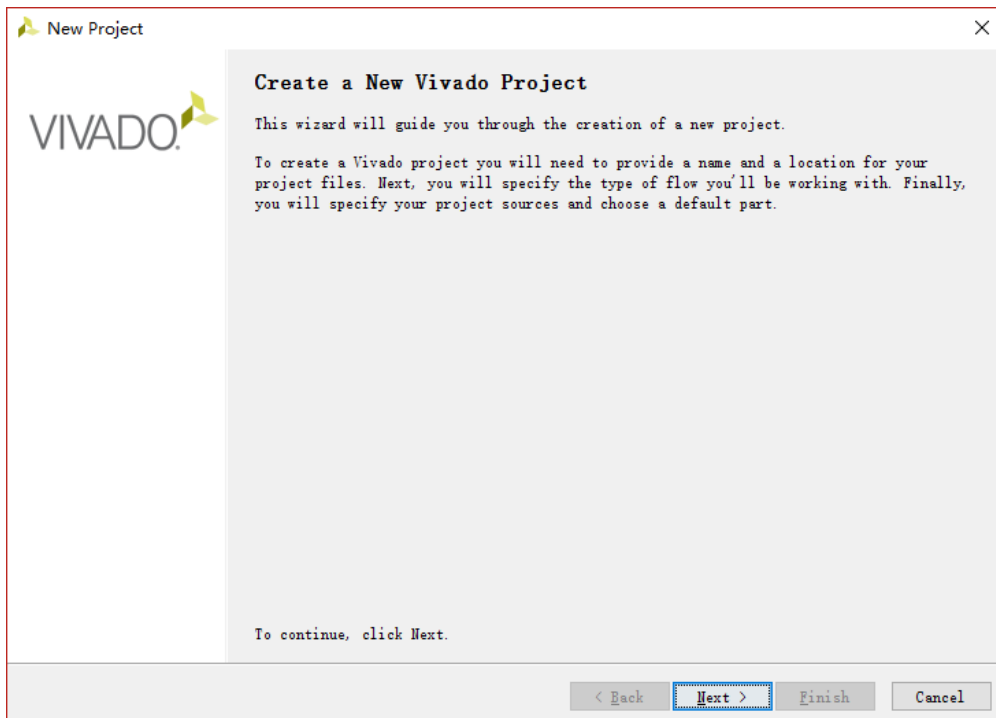 New Project
VIVADO.
Create a New Vivado Project
This wizard will guide you through the creation of a new project.
To create a Vivado project you will need to provide a name and a location for your
project files. Next, you will specify the type of flow you'll be working with. Finally,
you will specify your project sources and choose a default part.
To continue, click Next.
< Back Next > Finish Cancel